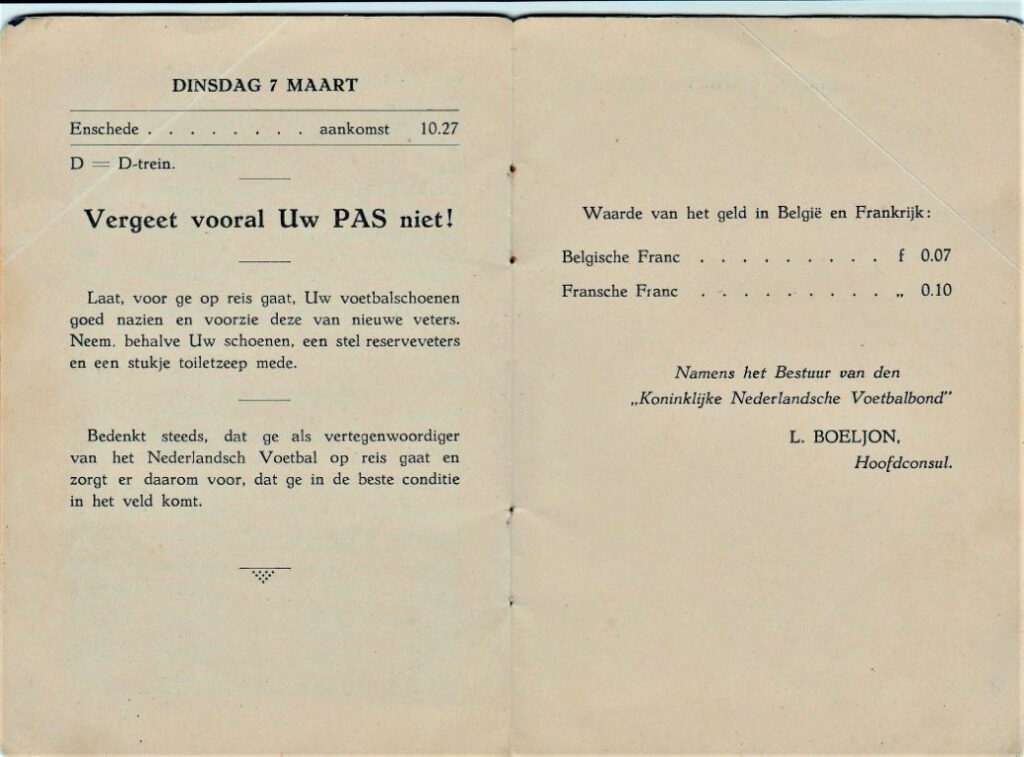 DINSDAG 7 MAART
Enschede . . . . . . . . aankomst 10.27
D = D-trein.
Vergeet vooral Uw PAS niet!
Laat, voor ge op reis gaat, Uw voetbalschoenen
goed nazien en voorzie deze van nieuwe veters.
Neem. behalve Uw schoenen, een stel reserveveters
en een stukje toiletzeep mede.
Bedenkt steeds, dat ge als vertegenwoordiger
van het Nederlandsch Voetbal op reis gaat en
zorgt er daarom voor, dat ge in de beste conditie
in het veld komt.
Waarde van het geld in België en Frankrijk:
Belgische Franc . . . . . . . . . f 0.07
Fransche Franc . . . . . . . . . „ 0.10
Namens het Bestuur van den
„Koninklijke Nederlandsche Voetbalbond”
L. BOELJON,
Hoofdconsul.